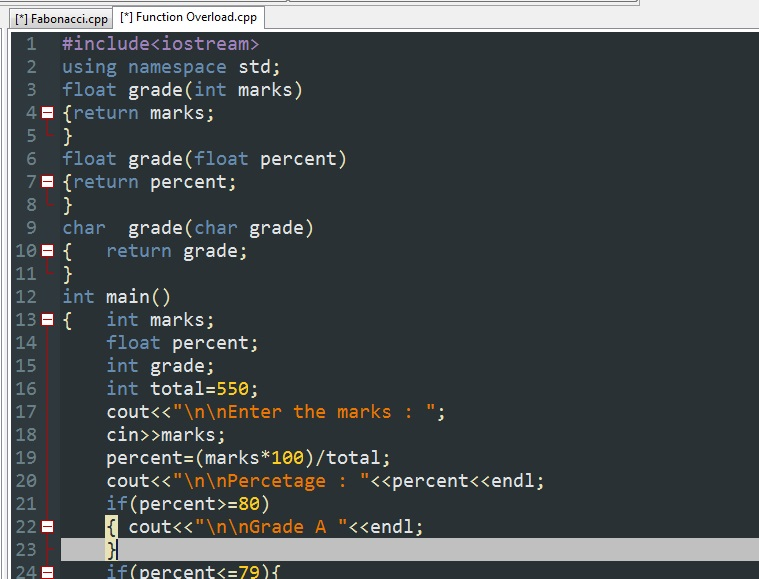 [*] Fabonacci.cpp [*] Function Overload.cpp
1 #include<iostream>
2 using namespace std;
3 float grade(int marks)
4 {return marks;
5 }
6 float grade(float percent)
7 {return percent;
8 }
9 char  grade(char grade)
10 {   return grade;
11 }
12 int main()
13 {   int marks;
14     float percent;
15     int grade;
16     int total=550;
17     cout<<"\n\nEnter the marks : ";
18     cin>>marks;
19     percent=(marks*100)/total;
20     cout<<"\n\nPercetage : "<<percent<<endl;
21     if(percent>=80)
22     { cout<<"\n\nGrade A "<<endl;
23     }
24     if(percent<=79){